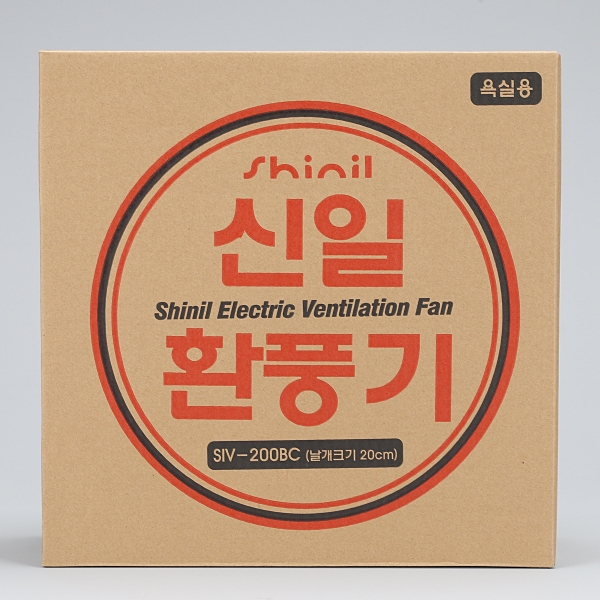 욕실용
shinil
신일
Shinil Electric Ventilation Fan
환풍기
SIV-200BC (날개크기 20cm)